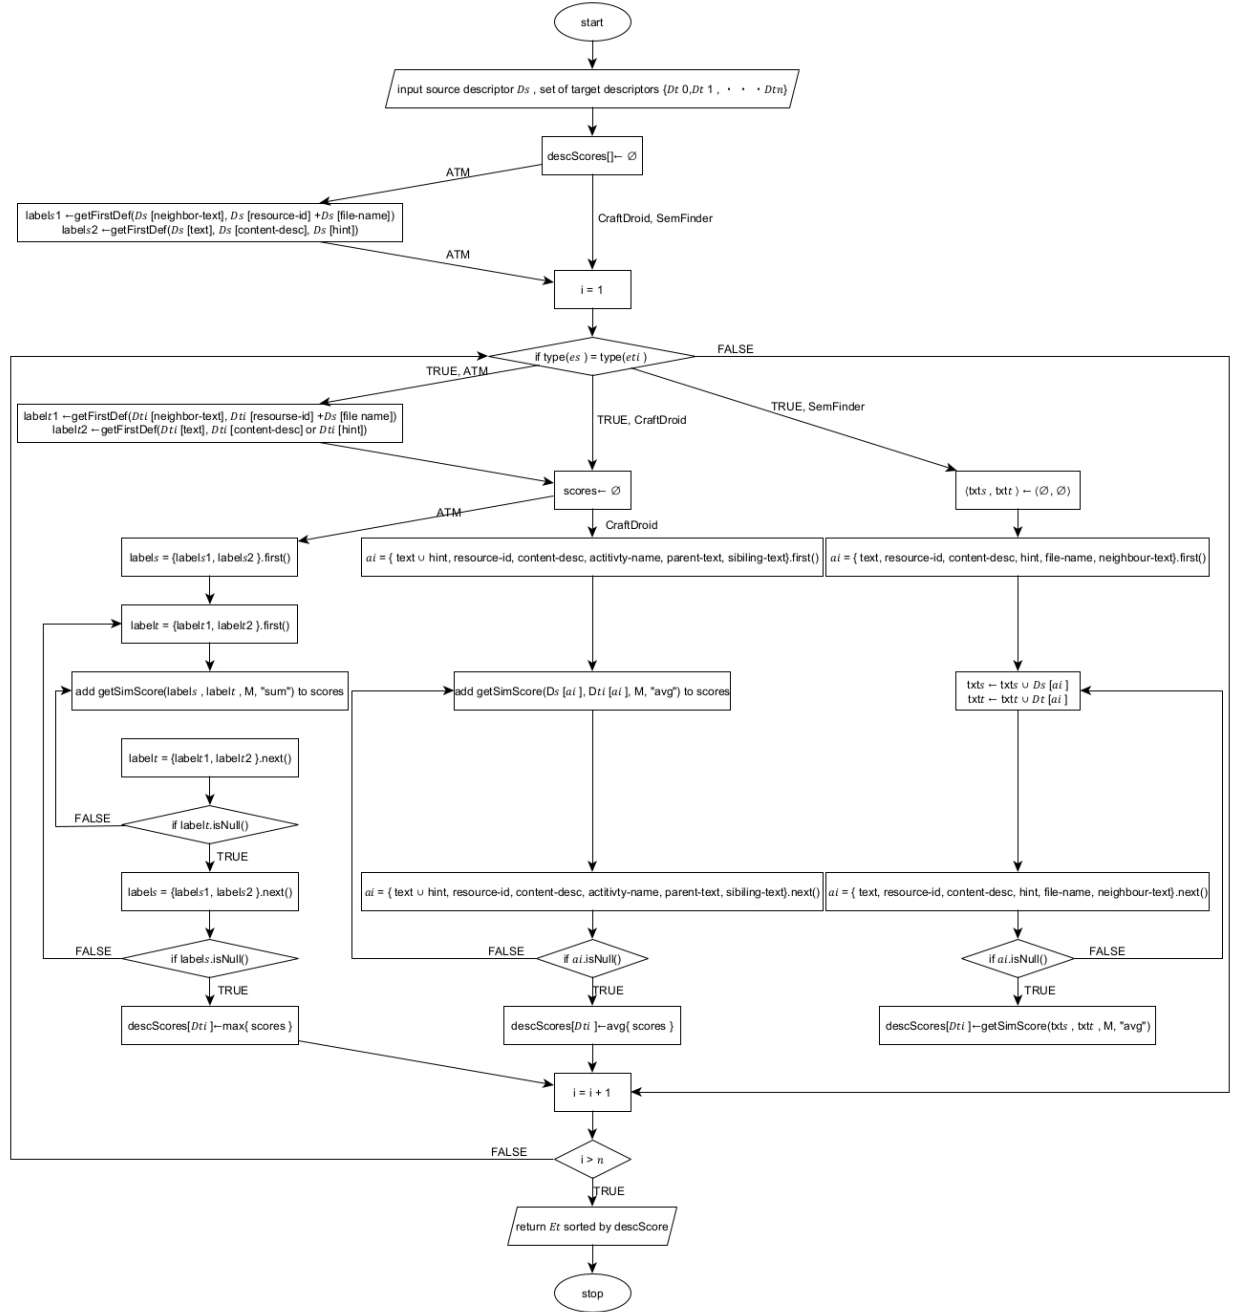 start
input source descriptor Ds , set of target descriptors {Dt 0,Dt 1 , · · · Dtn}
descScores[]← ∅
ATM
labels1 ←getFirstDef(Ds [neighbor-text], Ds [resource-id] +Ds [file-name])
labels2 ←getFirstDef(Ds [text], Ds [content-desc], Ds [hint])
CraftDroid, SemFinder
ATM
i = 1
if type(es ) = type(eti )
FALSE
TRUE, ATM
TRUE, CraftDroid
TRUE, SemFinder
labelt1 ←getFirstDef(Dti [neighbor-text], Dti [resourse-id] +Ds [file name])
labelt2 ←getFirstDef(Dti [text], Dti [content-desc] or Dti [hint])
scores← ∅
⟨txts , txtt ⟩ ← ⟨∅, ∅⟩
ATM
CraftDroid
labels = {labels1, labels2 }.first()
ai = { text ∪ hint, resource-id, content-desc, actitivty-name, parent-text, sibiling-text}.first()
ai = { text, resource-id, content-desc, hint, file-name, neighbour-text}.first()
labelt = {labelt1, labelt2 }.first()
add getSimScore(labels , labelt , M, "sum") to scores
add getSimScore(Ds [ai ], Dti [ai ], M, "avg") to scores
txts ← txts ∪ Ds [ai ]
txtt ← txtt ∪ Dt [ai ]
labelt = {labelt1, labelt2 }.next()
if labelt.isNull()
FALSE
TRUE
labels = {labels1, labels2 }.next()
ai = { text ∪ hint, resource-id, content-desc, actitivty-name, parent-text, sibiling-text}.next()
ai = { text, resource-id, content-desc, hint, file-name, neighbour-text}.next()
FALSE
if labels.isNull()
FALSE
if ai.isNull()
if ai.isNull()
FALSE
TRUE
TRUE
TRUE
descScores[Dti ]←max{ scores }
descScores[Dti ]←avg{ scores }
descScores[Dti ]←getSimScore(txts , txtt , M, "avg")
i = i + 1
FALSE
i > n
TRUE
return Et sorted by descScore
stop